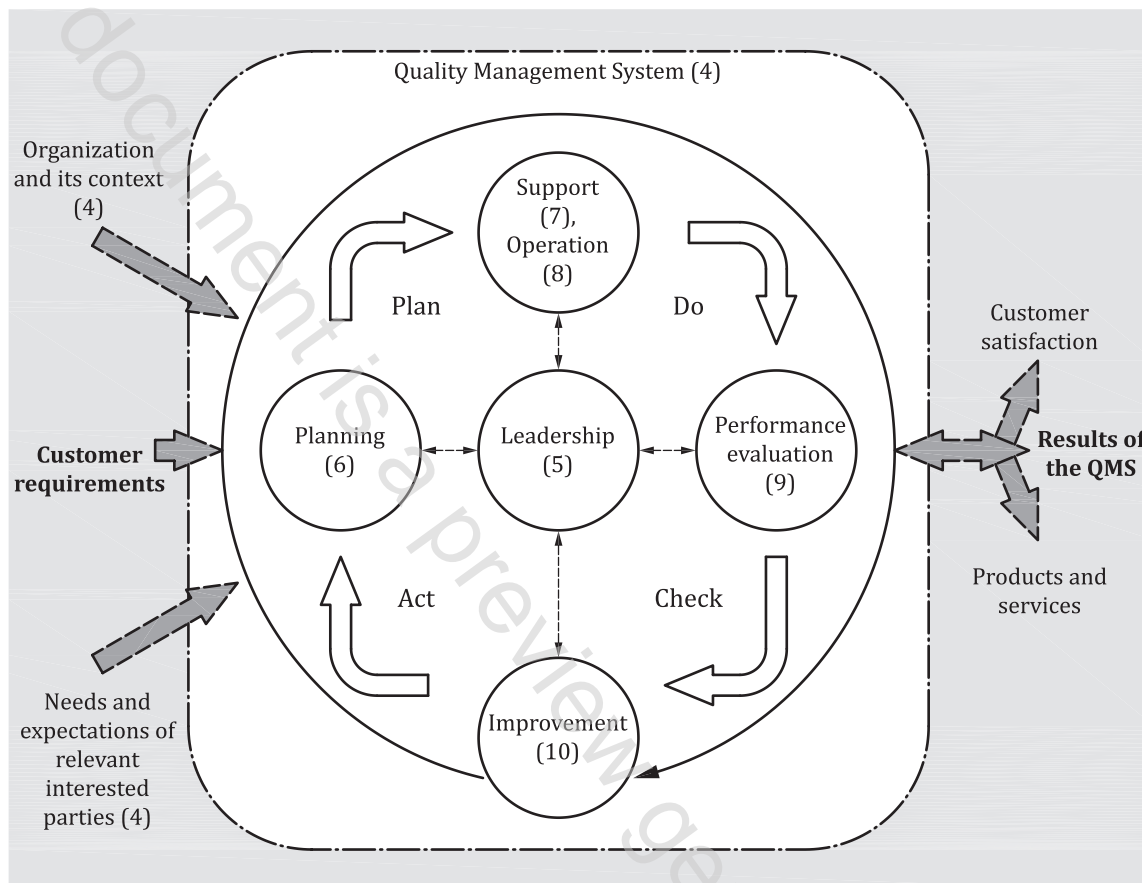 Quality Management System (4)
Organization
and its context
(4)
Support
(7),
Operation
(8)
Plan
Do
Customer
satisfaction
Planning
(6)
Leadership
(5)
Performance
evaluation
(9)
Customer
requirements
Results of
the QMS
Act
Check
Products and
services
Needs and
expectations of
relevant
interested
parties (4)
Improvement
(10)
document is a preview ge